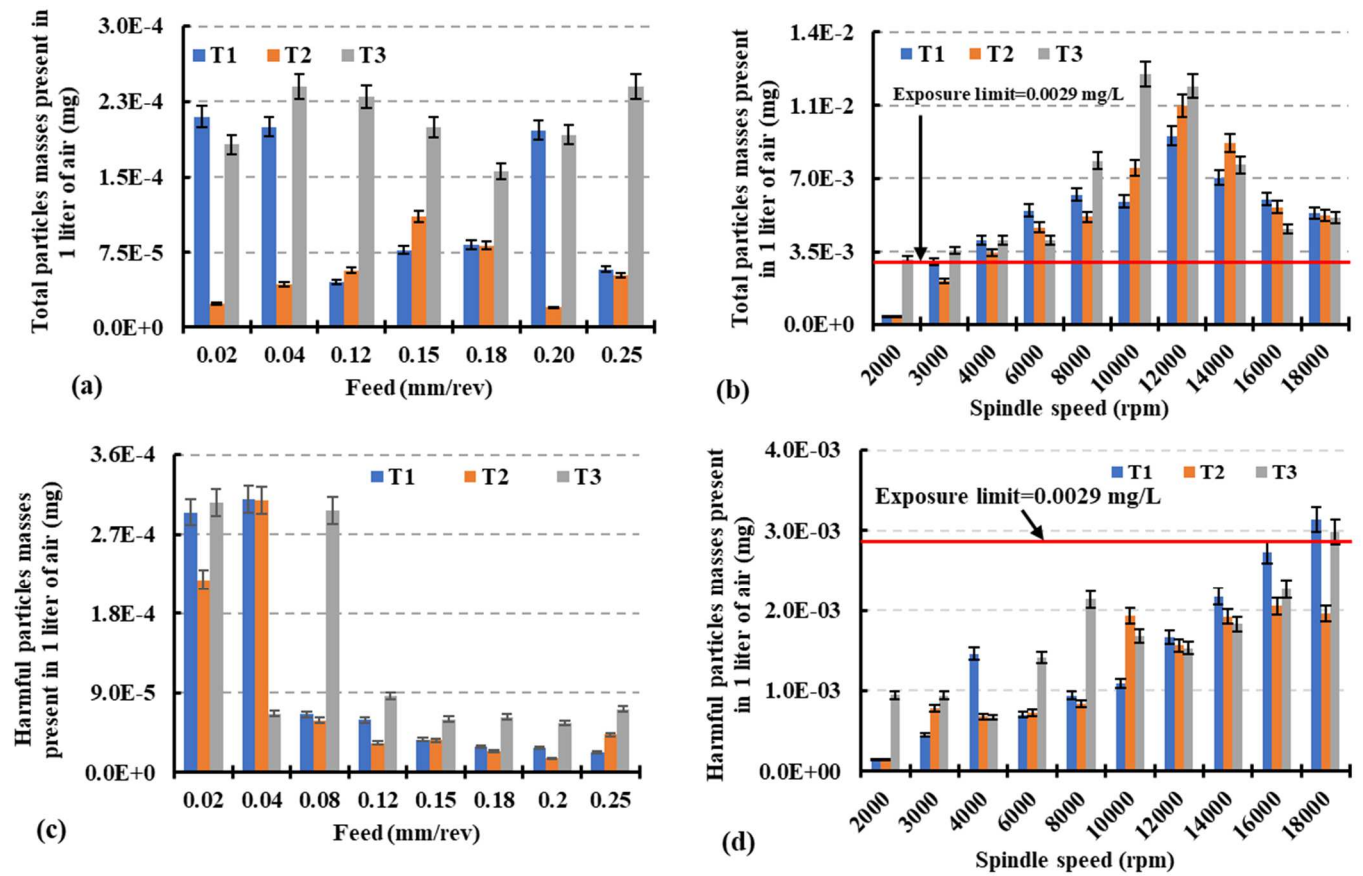 Total particles masses present in
1 liter of air (mg)
3.0E-4
2.3E-4
1.5E-4
7.5E-5
0.0E+0
T1 T2 T3
0.02 0.04 0.12 0.15 0.18 0.20 0.25
Feed (mm/rev)
(a)
Total particles masses present
in 1 liter of air (mg)
1.4E-2
1.1E-2
7.0E-3
3.5E-3
0.0E+0
T1 T2 T3
Exposure limit=0.0029 mg/L
2000 3000 4000 6000 8000 10000 12000 14000 16000 18000
Spindle speed (rpm)
(b)
Harmful particles masses
present in 1 liter of air (mg)
3.6E-4
2.7E-4
1.8E-4
9.0E-5
0.0E+0
T1 T2 T3
0.02 0.04 0.08 0.12 0.15 0.18 0.2 0.25
Feed (mm/rev)
(c)
Harmful particles masses present
in 1 liter of air (mg)
4.0E-03
3.0E-03
2.0E-03
1.0E-03
0.0E+00
T1 T2 T3
Exposure limit=0.0029 mg/L
2000 3000 4000 6000 8000 10000 12000 14000 16000 18000
Spindle speed (rpm)
(d)